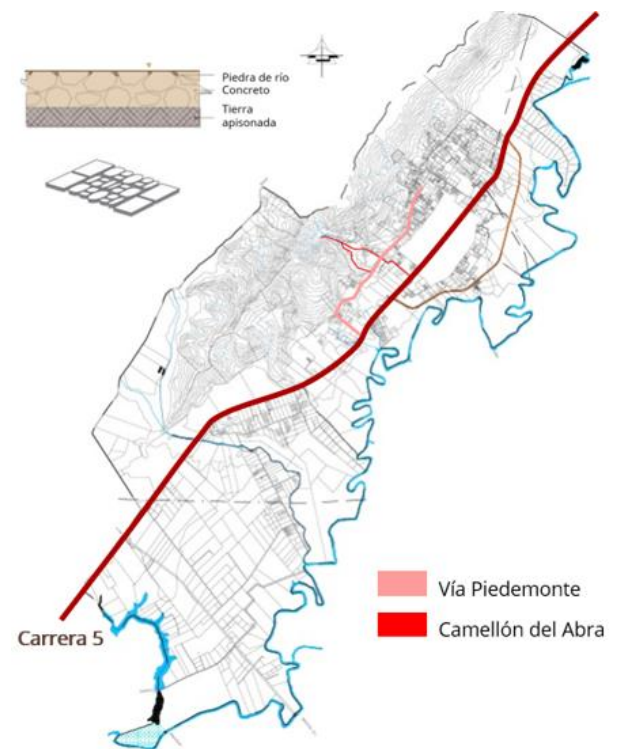 Piedra de río
Concreto
Tierra
apisonada
Vía Piedemonte
Camellón del Abra
Carrera 5